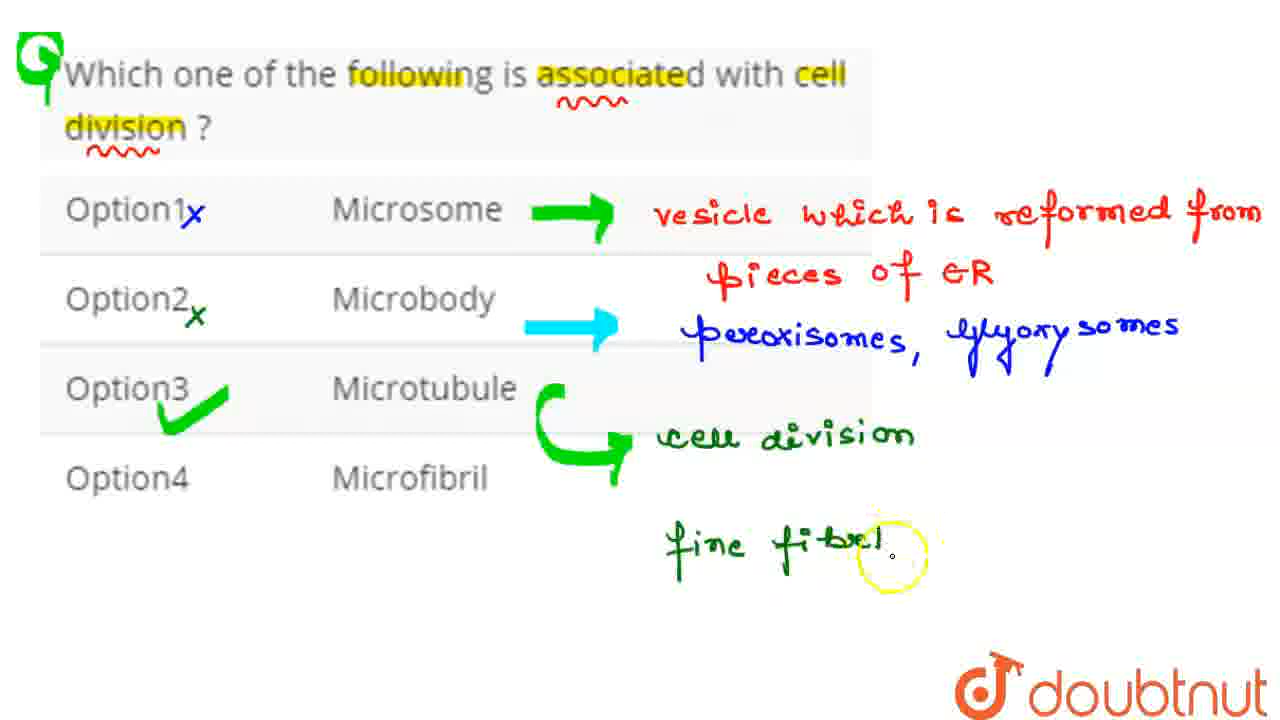 Which one of the following is associated with cell
division ?
Option1 x Microsome → vesicle which is reformed from
pieces of ER
Option2 x Microbody → peroxisomes, glyoxysomes
Option3 ✓ Microtubule → cell division
Option4 Microfibril
fine fibrl
doubtnut